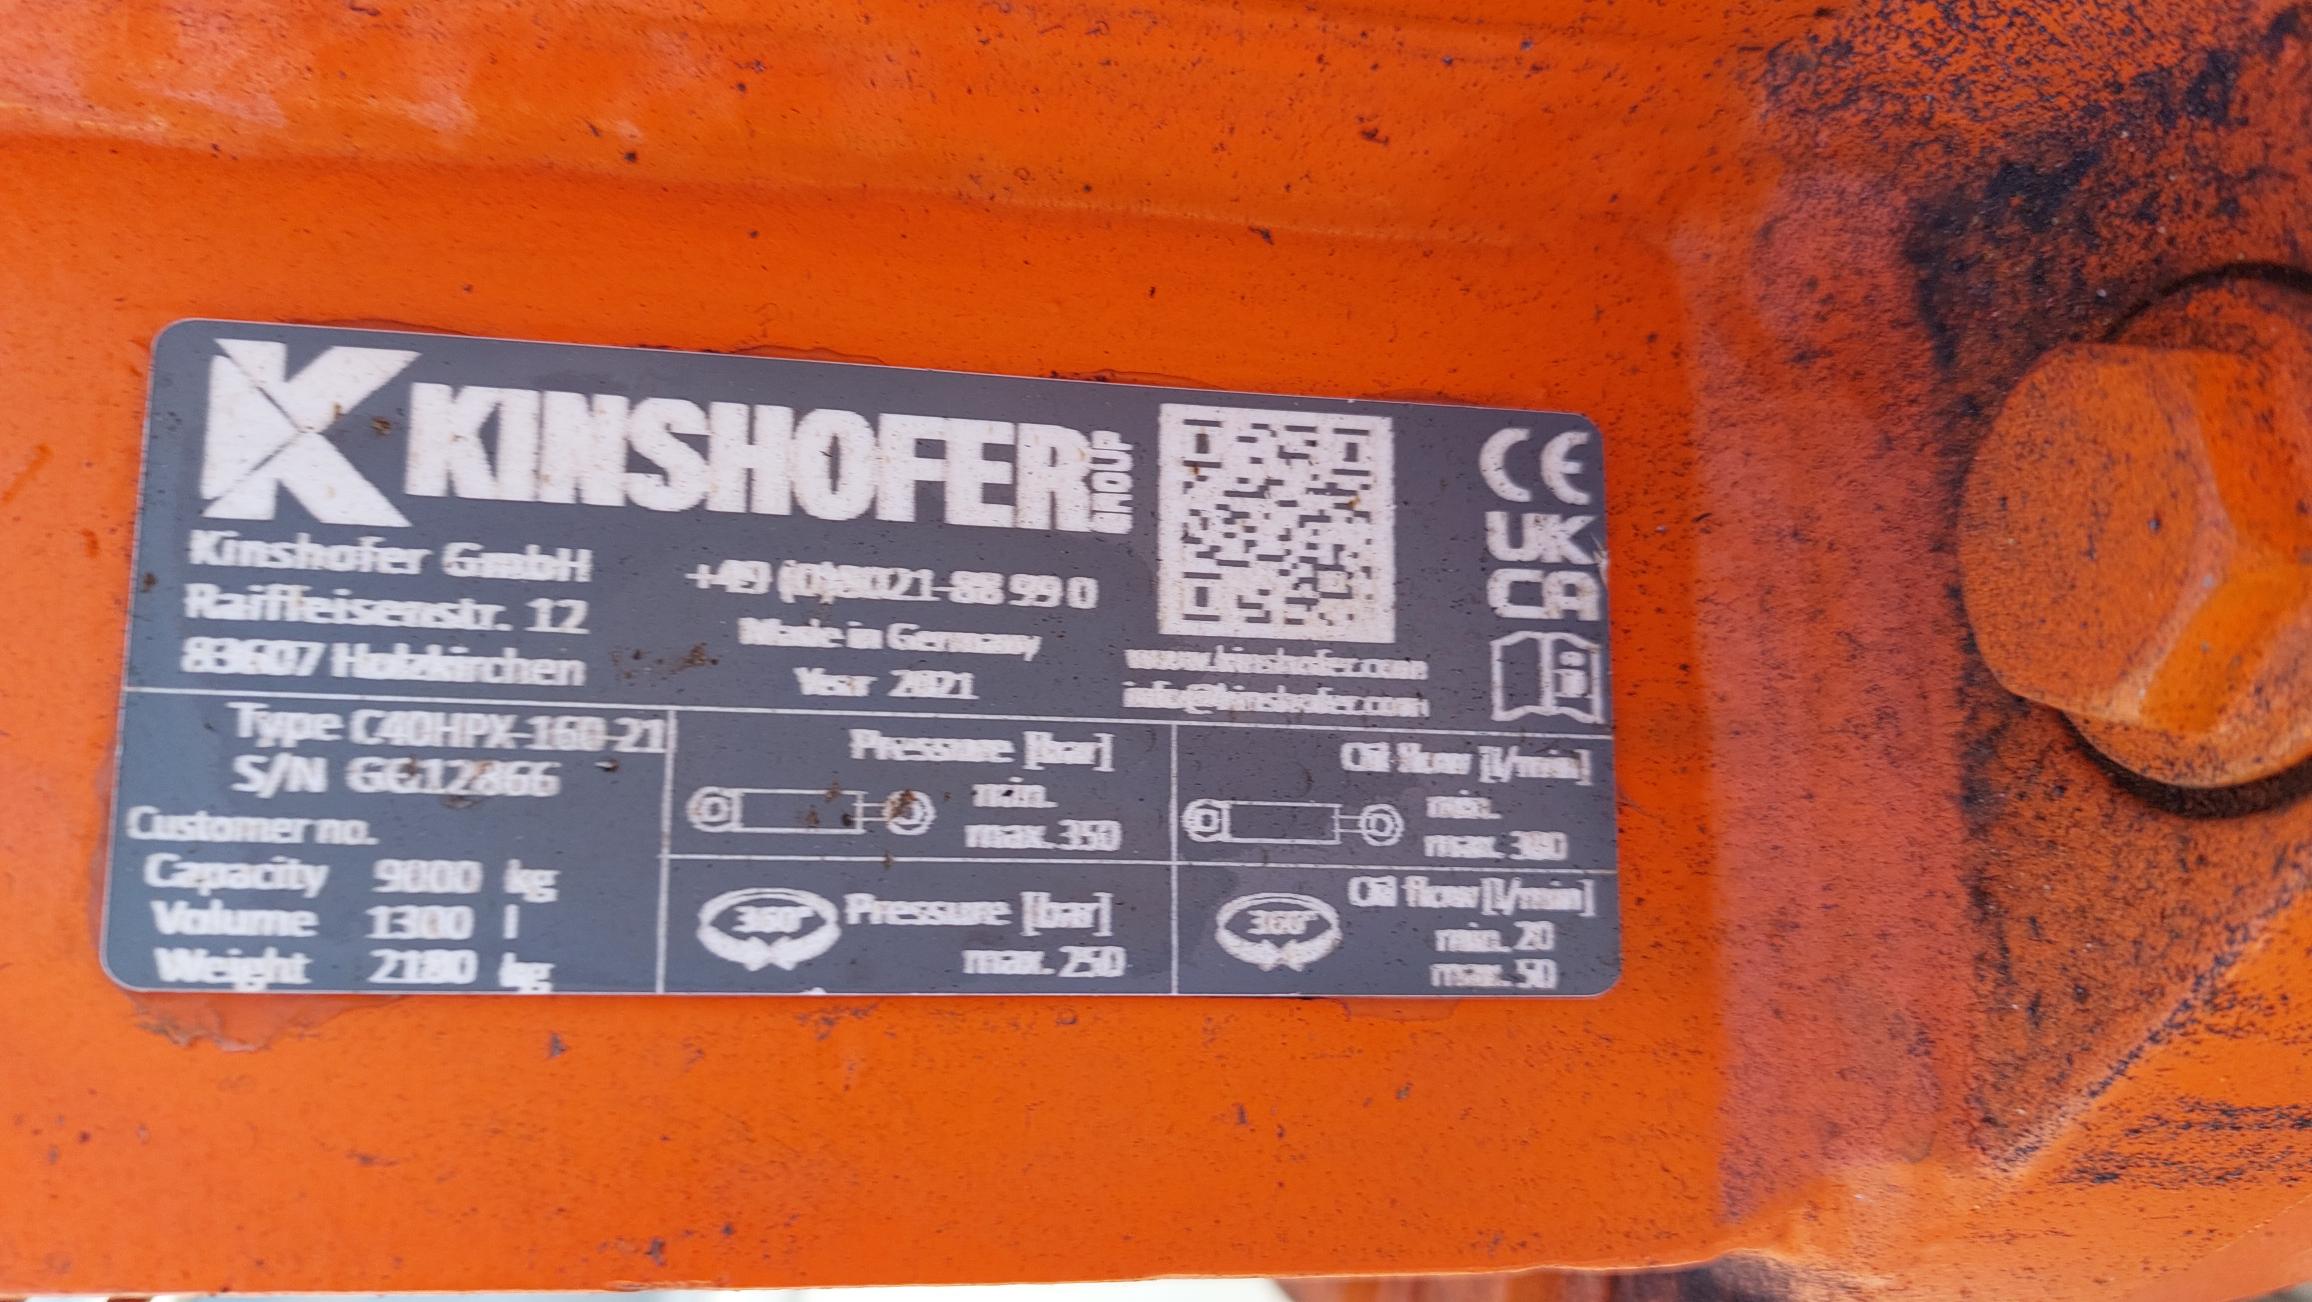 KINSHOFER GROUP
Kinshofer GmbH
Raiffeisenstr. 12
83607 Holzkirchen
+49 (0)8021-88 99 0
Made in Germany
Year 2021
www.kinshofer.com
info@kinshofer.com
CE
UK
CA
Type C40HPX-160-21
S/N
Customer no.
Capacity 9000 kg
Volume 1300 l
Weight 2180 kg
Pressure [bar]
min.
max. 350
Oil flow [l/min]
min.
max.
360°
Pressure [bar]
max. 250
360°
Oil flow [l/min]
min. 20
max. 50